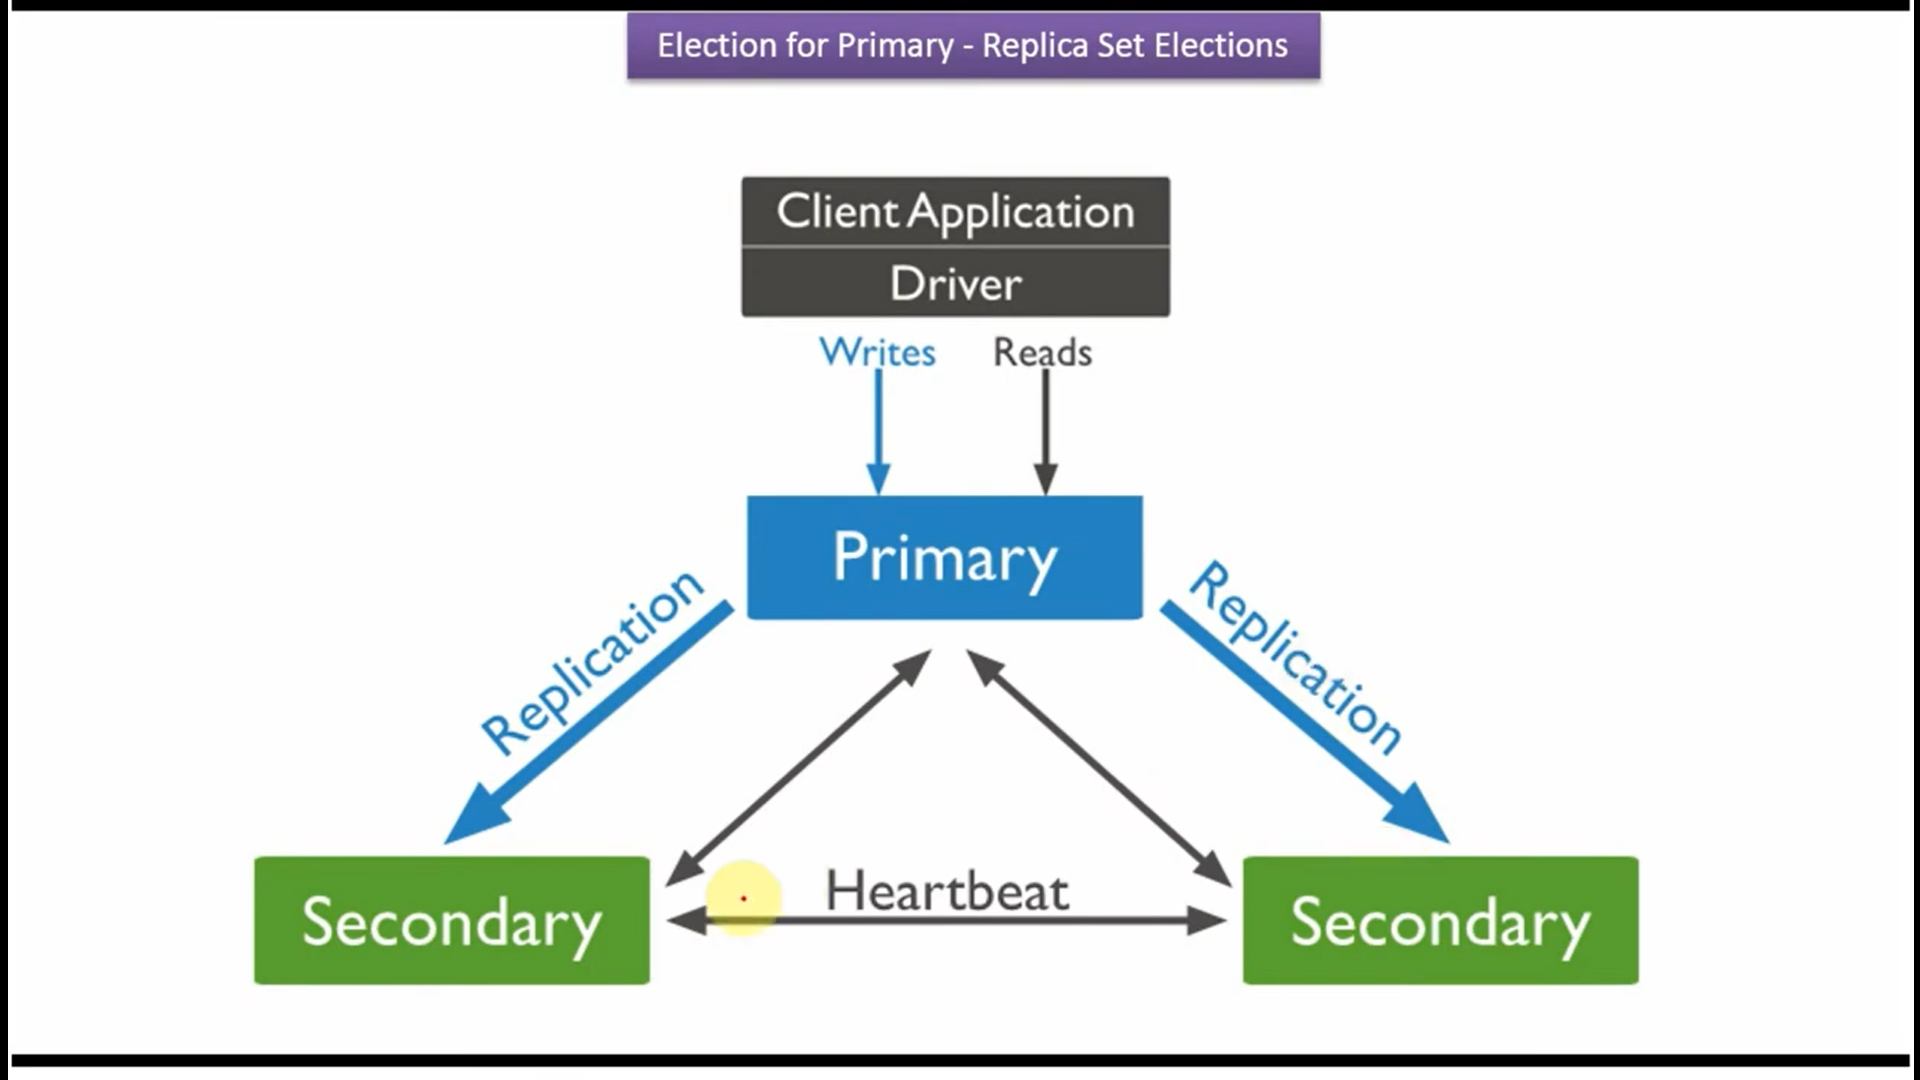 Election for Primary - Replica Set Elections
Client Application
Driver
Writes Reads
Primary
Replication
Replication
Heartbeat
Secondary
Secondary